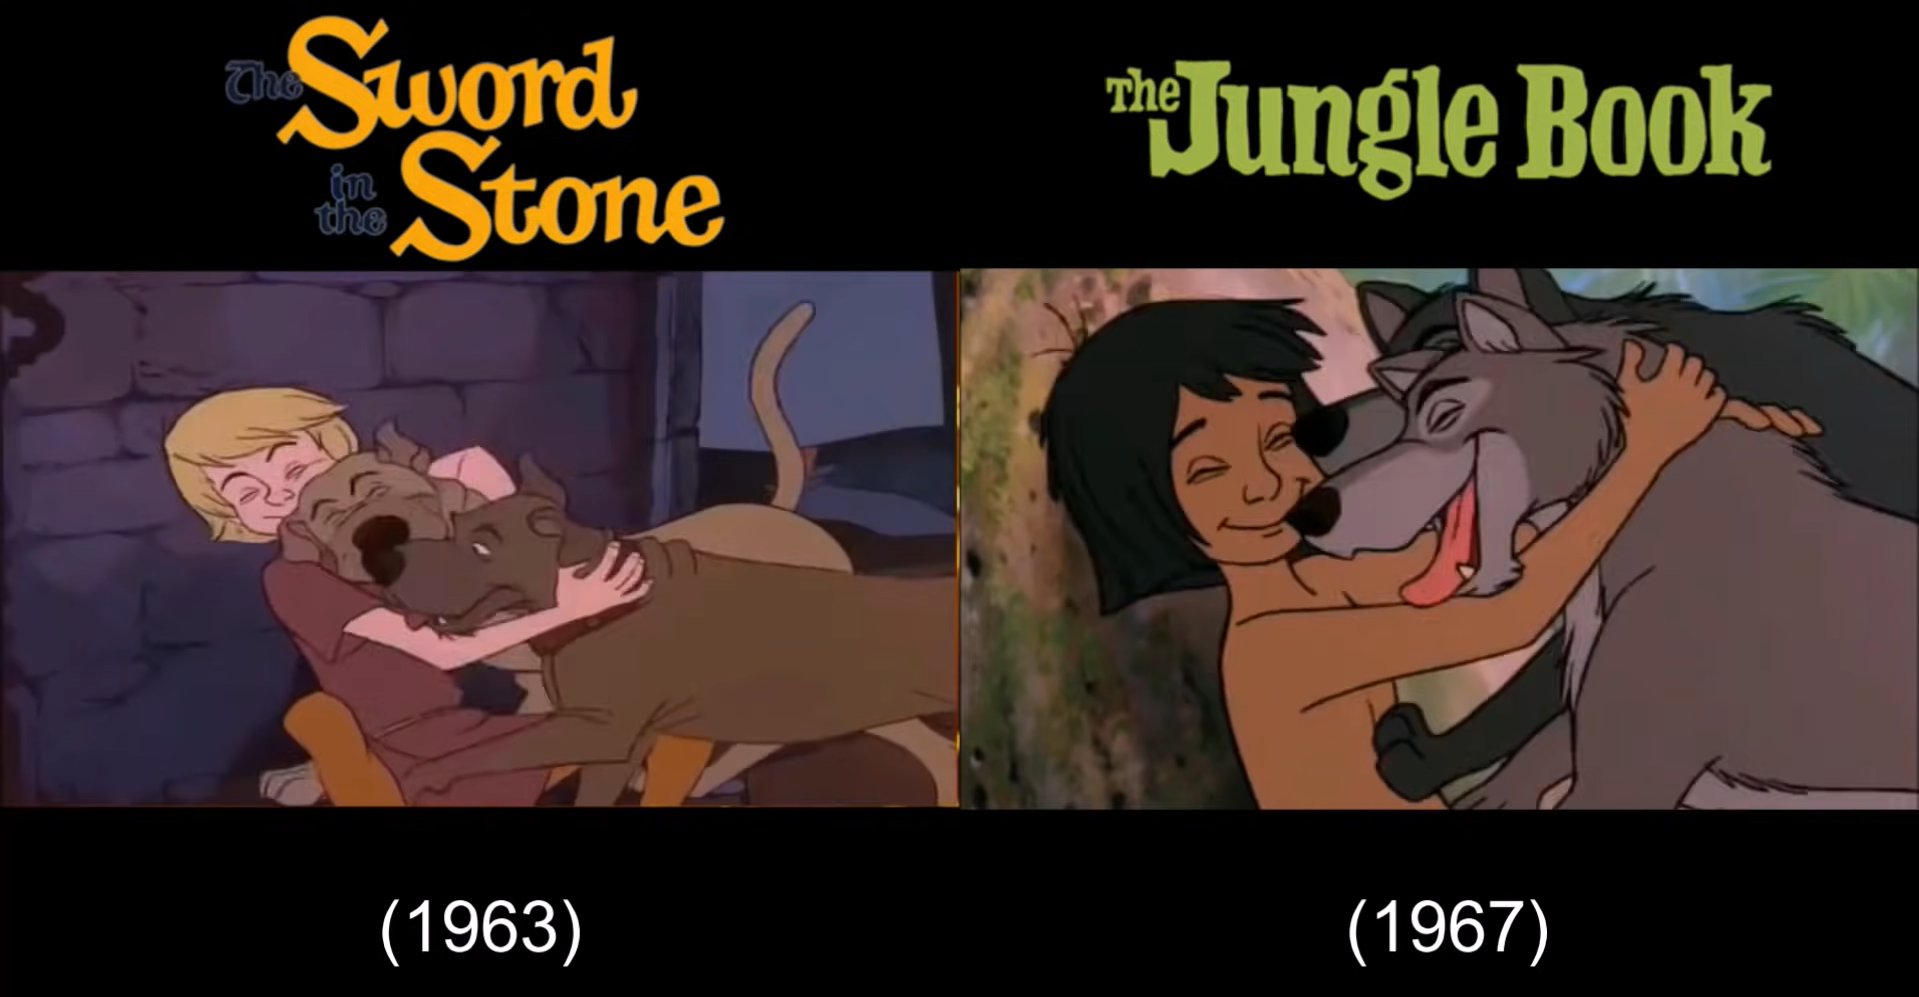 The Sword
in the Stone
The Jungle Book
(1963)
(1967)